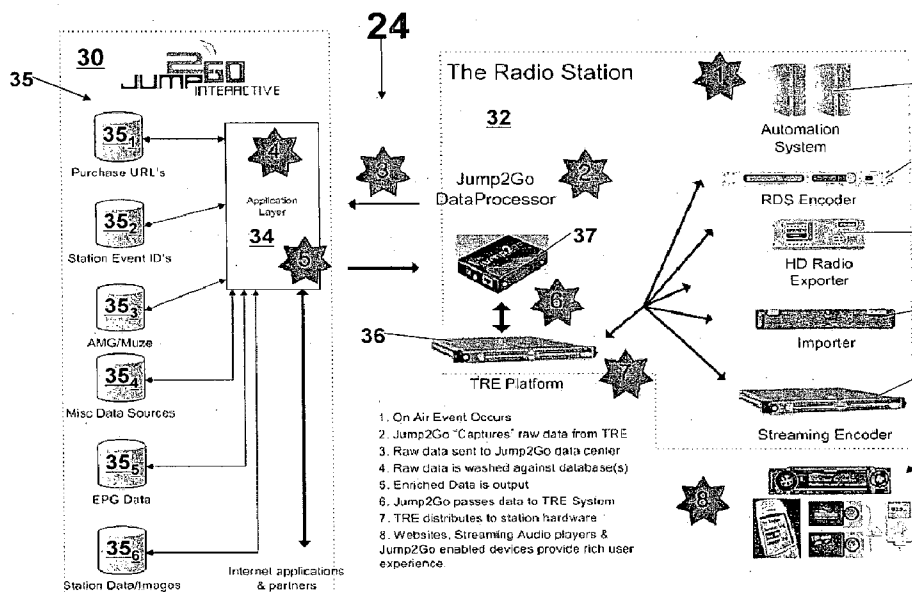 24
30
JUMP2GO
INTERACTIVE
35
35₁
Purchase URL's
35₂
Station Event ID's
35₃
AMG/Muze
35₄
Misc Data Sources
35₅
EPG Data
35₆
Station Data/Images
4
Application
Layer
34
5
Internet applications
& partners
3
The Radio Station
32
2
Jump2Go
DataProcessor
37
6
36
TRE Platform
7
1
Automation
System
RDS Encoder
HD Radio
Exporter
Importer
Streaming Encoder
1. On Air Event Occurs
2. Jump2Go "Captures" raw data from TRE
3. Raw data sent to Jump2Go data center
4. Raw data is washed against database(s)
5. Enriched Data is output
6. Jump2Go passes data to TRE System
7. TRE distributes to station hardware
8. Websites, Streaming Audio players &
Jump2Go enabled devices provide rich user
experience.
8